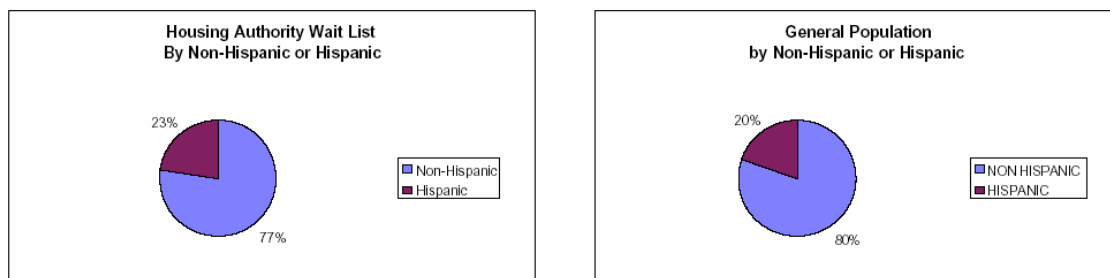 Housing Authority Wait List
By Non-Hispanic or Hispanic
23%
77%
Non-Hispanic
Hispanic
General Population
by Non-Hispanic or Hispanic
20%
80%
NON HISPANIC
HISPANIC